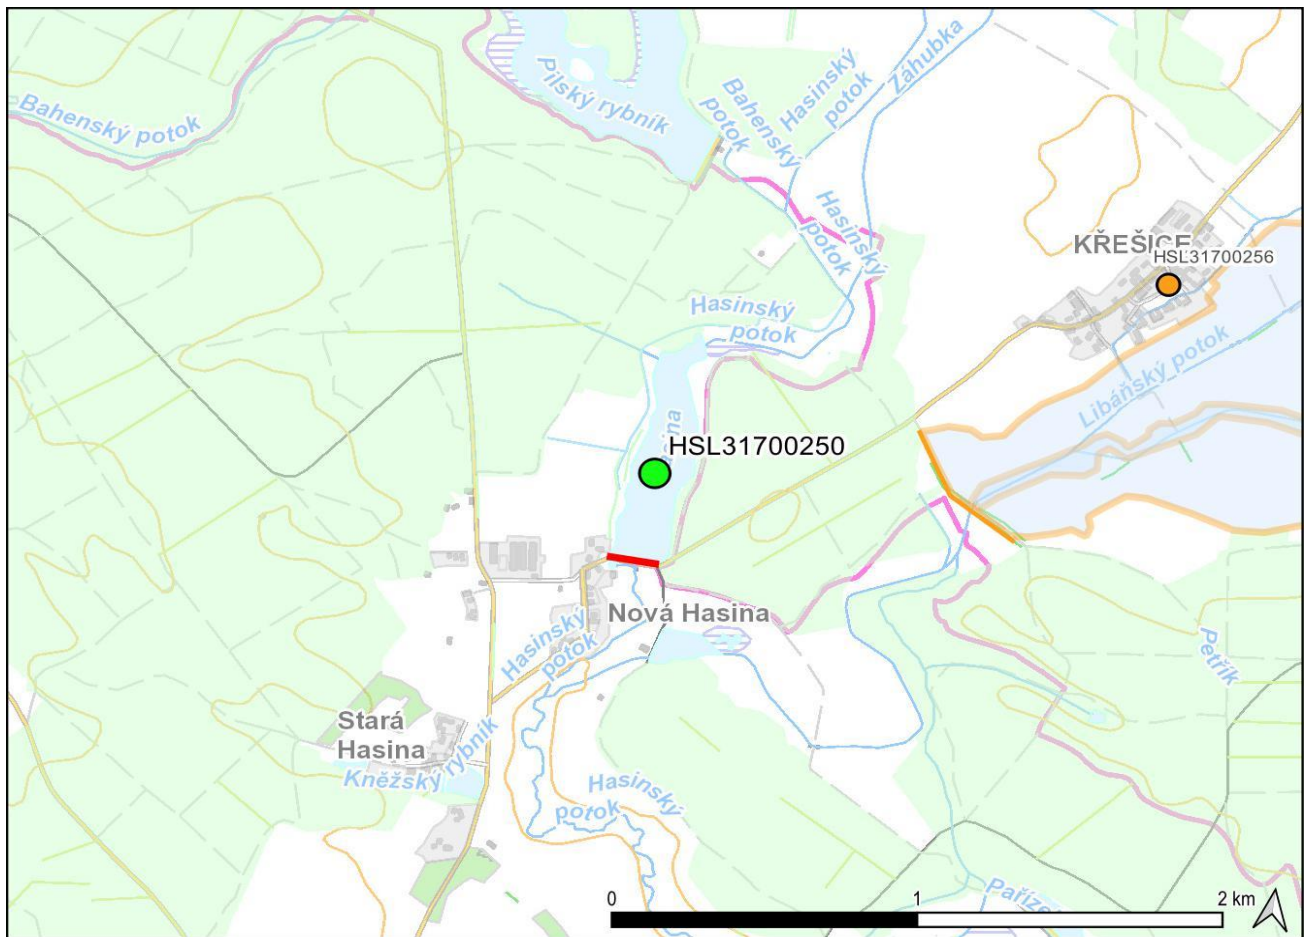 Bahenský potok
Pilský rybník
Bahenský
potok
Hasinský
potok
Záhubka
Hasinský
potok
KŘEŠICE
HSL31700256
Hasinský
potok
Libáňský potok
HSL31700250
Nová Hasina
Hasinský
potok
Petřík
Stará
Hasina
Kněžský rybník
Hasinský
potok
0
1
2 km